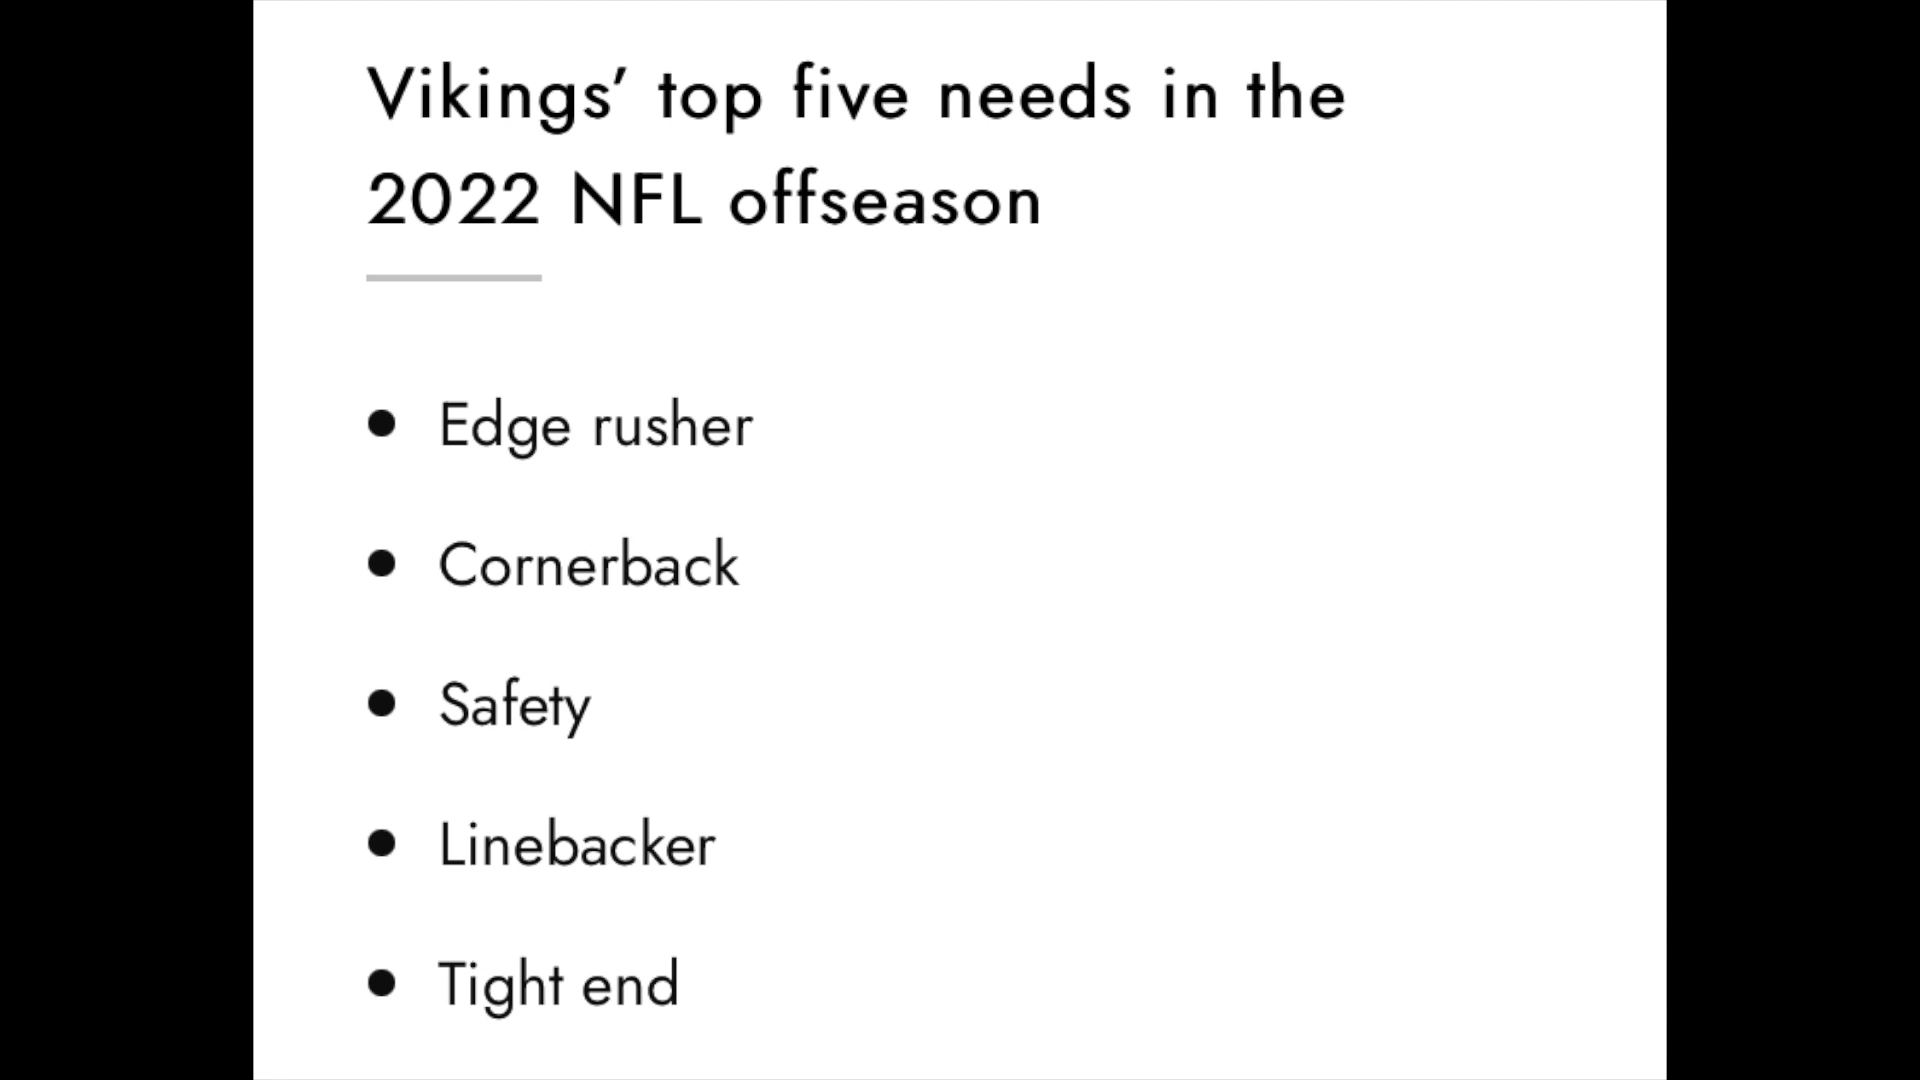 Vikings’ top five needs in the
2022 NFL offseason
• Edge rusher
• Cornerback
• Safety
• Linebacker
• Tight end